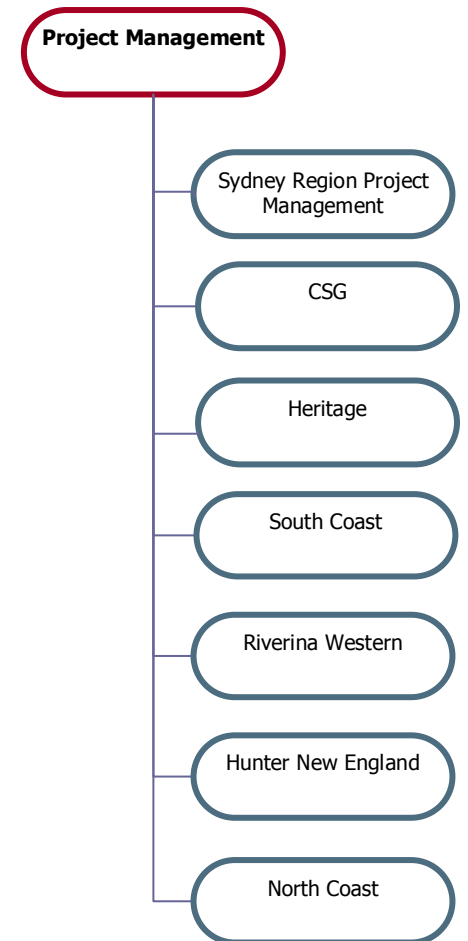 Project Management
Sydney Region Project
Management
CSG
Heritage
South Coast
Riverina Western
Hunter New England
North Coast